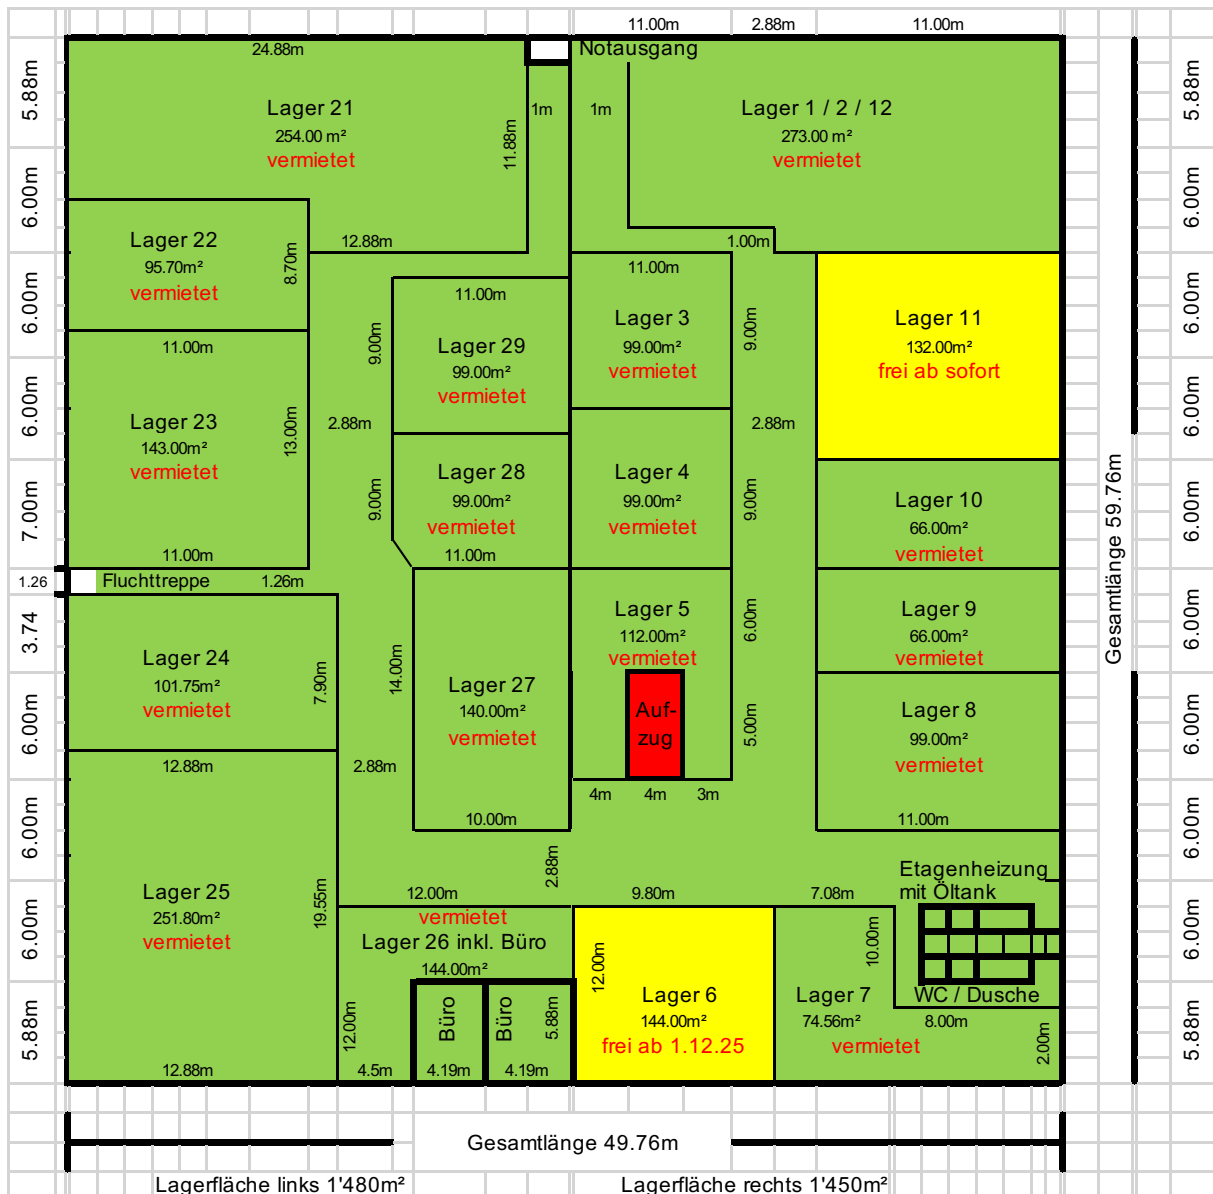 11.00m 2.88m 11.00m
24.88m
Notausgang
5.88m
6.00m
6.00m
6.00m
7.00m
1.26
3.74
6.00m
6.00m
6.00m
5.88m
Lager 21
254.00 m²
vermietet
11.88m
1m
1m
Lager 1 / 2 / 12
273.00 m²
vermietet
12.88m
1.00m
Lager 22
95.70m²
vermietet
8.70m
11.00m
Lager 23
143.00m²
vermietet
13.00m
11.00m
2.88m
9.00m
11.00m
Lager 29
99.00m²
vermietet
9.00m
Lager 28
99.00m²
vermietet
11.00m
11.00m
Lager 3
99.00m²
vermietet
9.00m
Lager 4
99.00m²
vermietet
9.00m
2.88m
Lager 11
132.00m²
frei ab sofort
Lager 10
66.00m²
vermietet
Lager 9
66.00m²
vermietet
Lager 8
99.00m²
vermietet
11.00m
Fluchttreppe 1.26m
Lager 24
101.75m²
vermietet
7.90m
12.88m
2.88m
14.00m
Lager 27
140.00m²
vermietet
10.00m
Lager 5
112.00m²
vermietet
6.00m
Auf-
zug
5.00m
4m 4m 3m
2.88m
Lager 25
251.80m²
vermietet
19.55m
12.88m
12.00m
vermietet
Lager 26 inkl. Büro
144.00m²
12.00m
4.5m
Büro
4.19m
Büro
5.88m
4.19m
9.80m
12.00m
Lager 6
144.00m²
frei ab 1.12.25
7.08m
10.00m
Lager 7
74.56m²
vermietet
Etagenheizung
mit Öltank
WC / Dusche
8.00m
2.00m
Gesamtlänge 59.76m
5.88m
6.00m
6.00m
6.00m
6.00m
6.00m
6.00m
6.00m
6.00m
5.88m
Gesamtlänge 49.76m
Lagerfläche links 1'480m²
Lagerfläche rechts 1'450m²